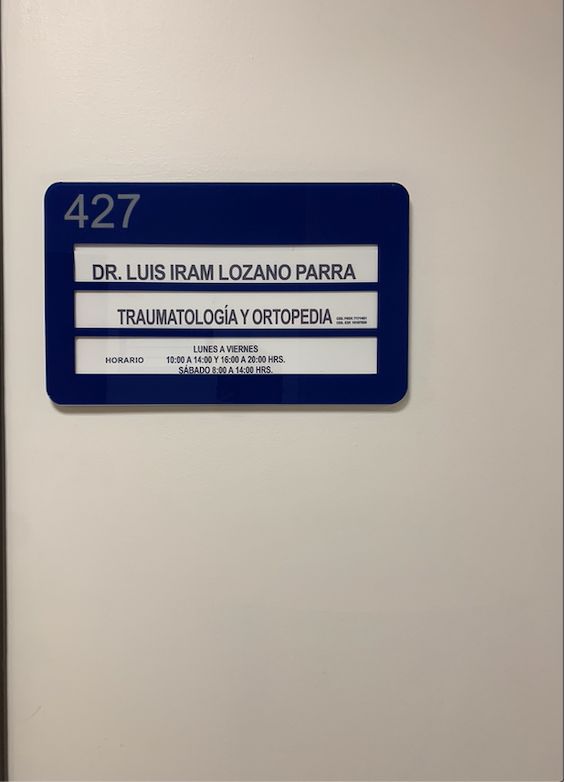 427
DR. LUIS IRAM LOZANO PARRA
TRAUMATOLOGÍA Y ORTOPEDIA
LUNES A VIERNES
HORARIO 10:00 A 14:00 Y 16:00 A 20:00 HRS.
SÁBADO 8:00 A 14:00 HRS.